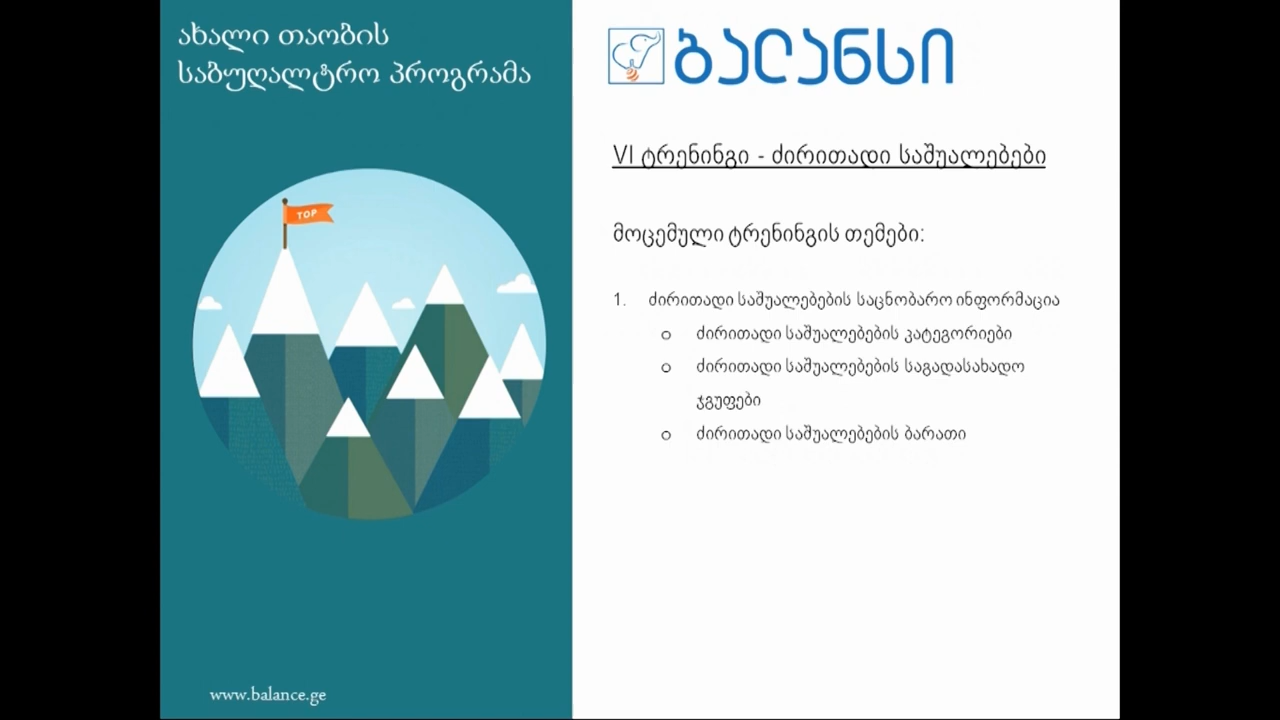 ახალი თაობის
საბუღალტრო პროგრამა
TOP
www.balance.ge
ბალანსი
VI ტრენინგი - ძირითადი საშუალებები
მოცემული ტრენინგის თემები:
1. ძირითადი საშუალებების საცნობარო ინფორმაცია
o ძირითადი საშუალებების კატეგორიები
o ძირითადი საშუალებების საგადასახადო
ჯგუფები
o ძირითადი საშუალებების ბარათი